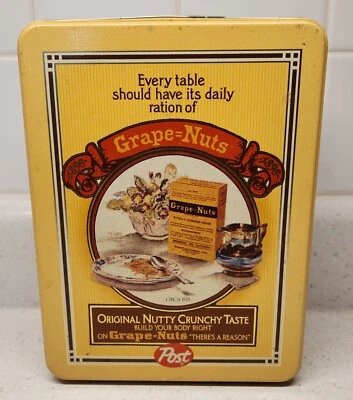 Every table
should have its daily
ration of
Grape=Nuts
Grape=Nuts
CIRCA 1915
ORIGINAL NUTTY CRUNCHY TASTE
BUILD YOUR BODY RIGHT
ON Grape=Nuts "THERE'S A REASON"
Post